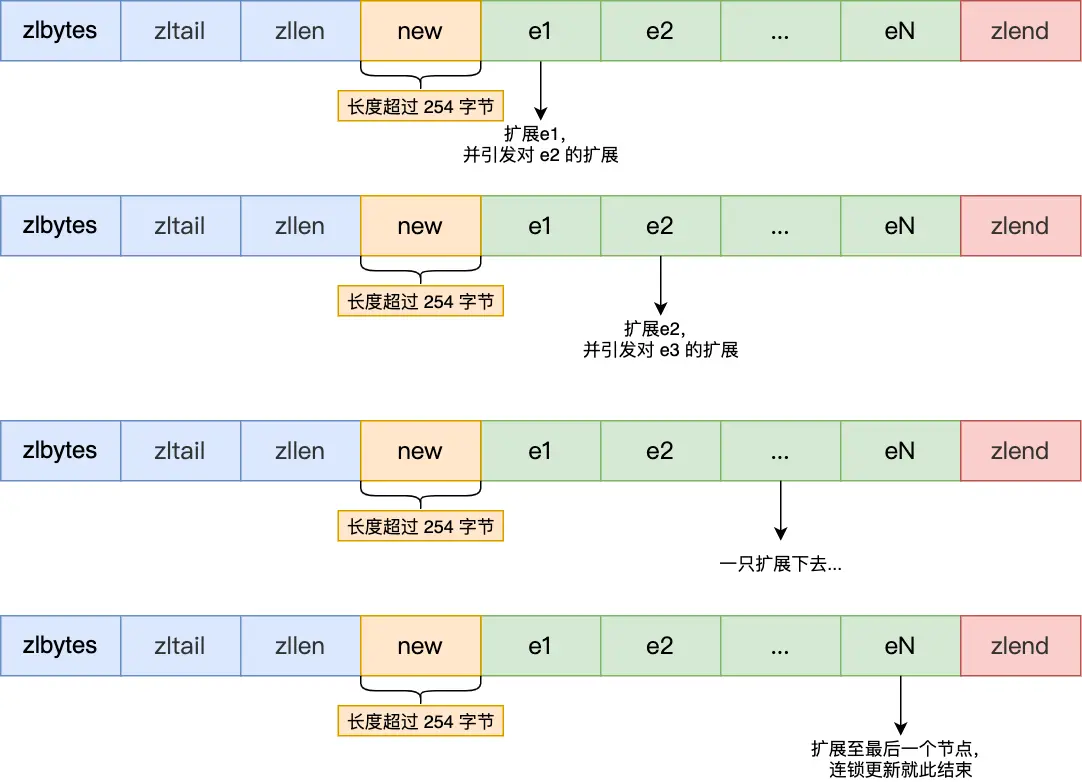 zlbytes zltail zllen new e1 e2 ... eN zlend
长度超过 254 字节
扩展e1，
并引发对 e2 的扩展
zlbytes zltail zllen new e1 e2 ... eN zlend
长度超过 254 字节
扩展e2，
并引发对 e3 的扩展
zlbytes zltail zllen new e1 e2 ... eN zlend
长度超过 254 字节
一只扩展下去...
zlbytes zltail zllen new e1 e2 ... eN zlend
长度超过 254 字节
扩展至最后一个节点，
连锁更新就此结束